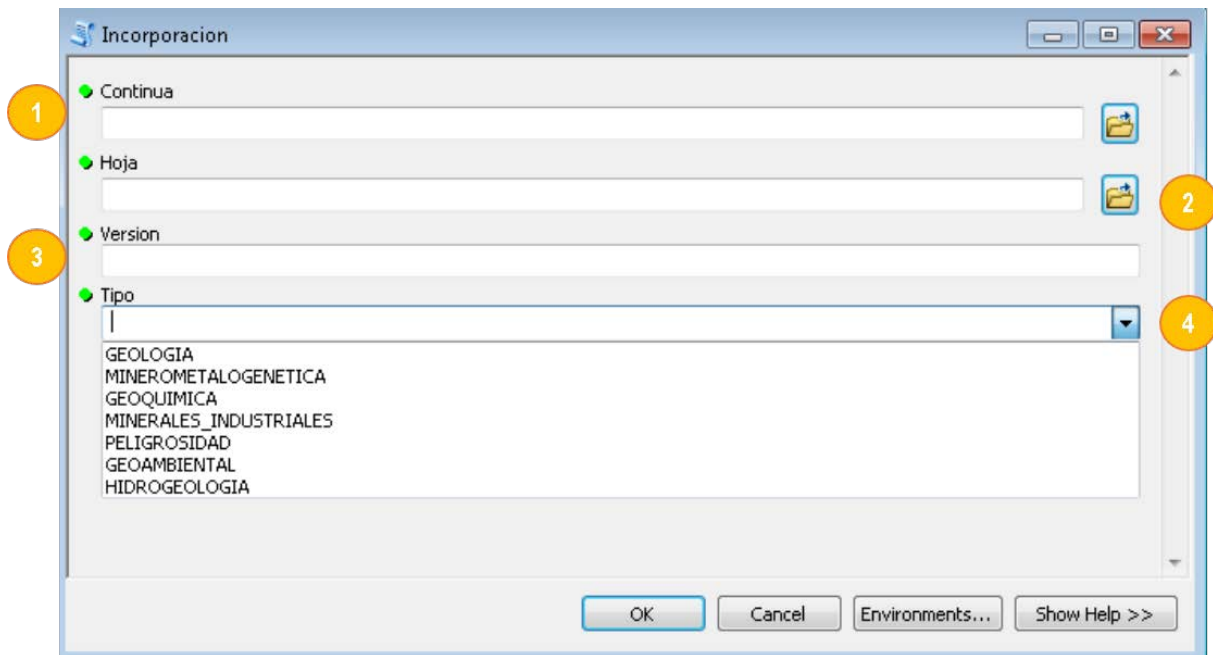 Incorporacion
Continua
1
Hoja
2
Version
3
Tipo
4
GEOLOGIA
MINEROMETALOGENETICA
GEOQUIMICA
MINERALES_INDUSTRIALES
PELIGROSIDAD
GEOAMBIENTAL
HIDROGEOLOGIA
OK Cancel Environments... Show Help >>